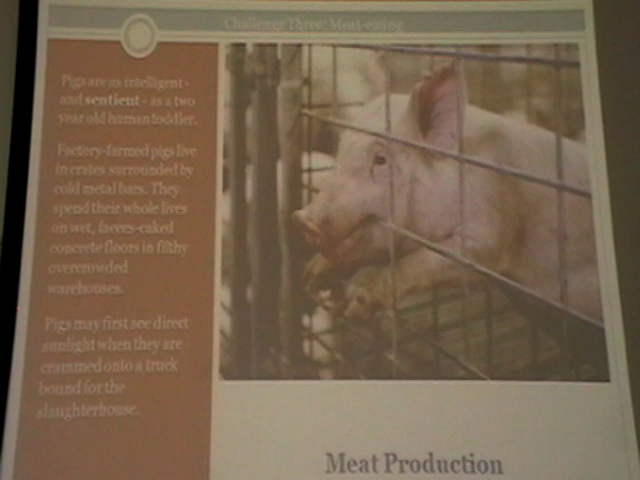 Challenge Three: Meat-eating
Pigs are as intelligent -
and sentient - as a two
year old human toddler.
Factory-farmed pigs live
in crates surrounded by
cold metal bars. They
spend their whole lives
on wet, faeces-caked
concrete floors in filthy
overcrowded
warehouses.
Pigs may first see direct
sunlight when they are
crammed onto a truck
bound for the
slaughterhouse.
Meat Production